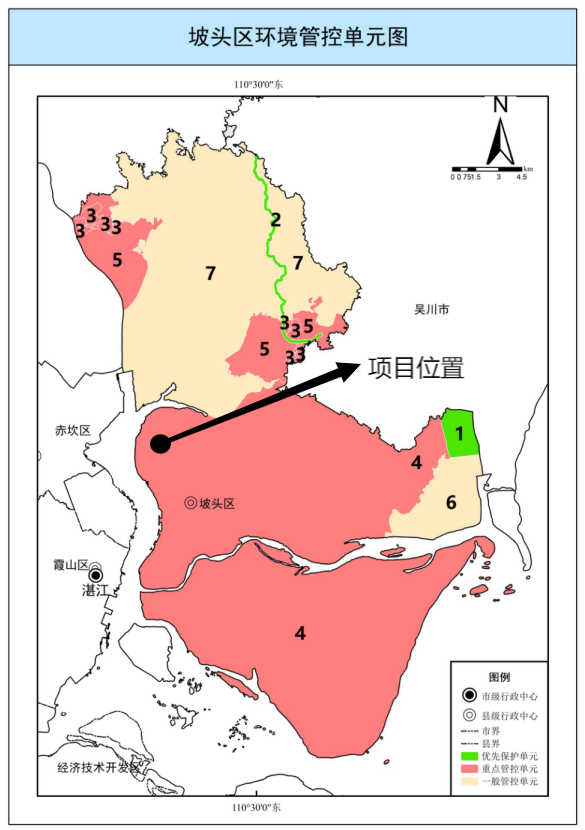 坡头区环境管控单元图
110°30'0"东
N
km
0 0.751.5 3 4.5
2
3
3 3
3
5
7
7
吴川市
3
3 5
5
3 3
项目位置
赤坎区
1
4
6
坡头区
霞山区
湛江
4
经济技术开发区
图例
市级行政中心
县级行政中心
市界
县界
优先保护单元
重点管控单元
一般管控单元
110°30'0"东